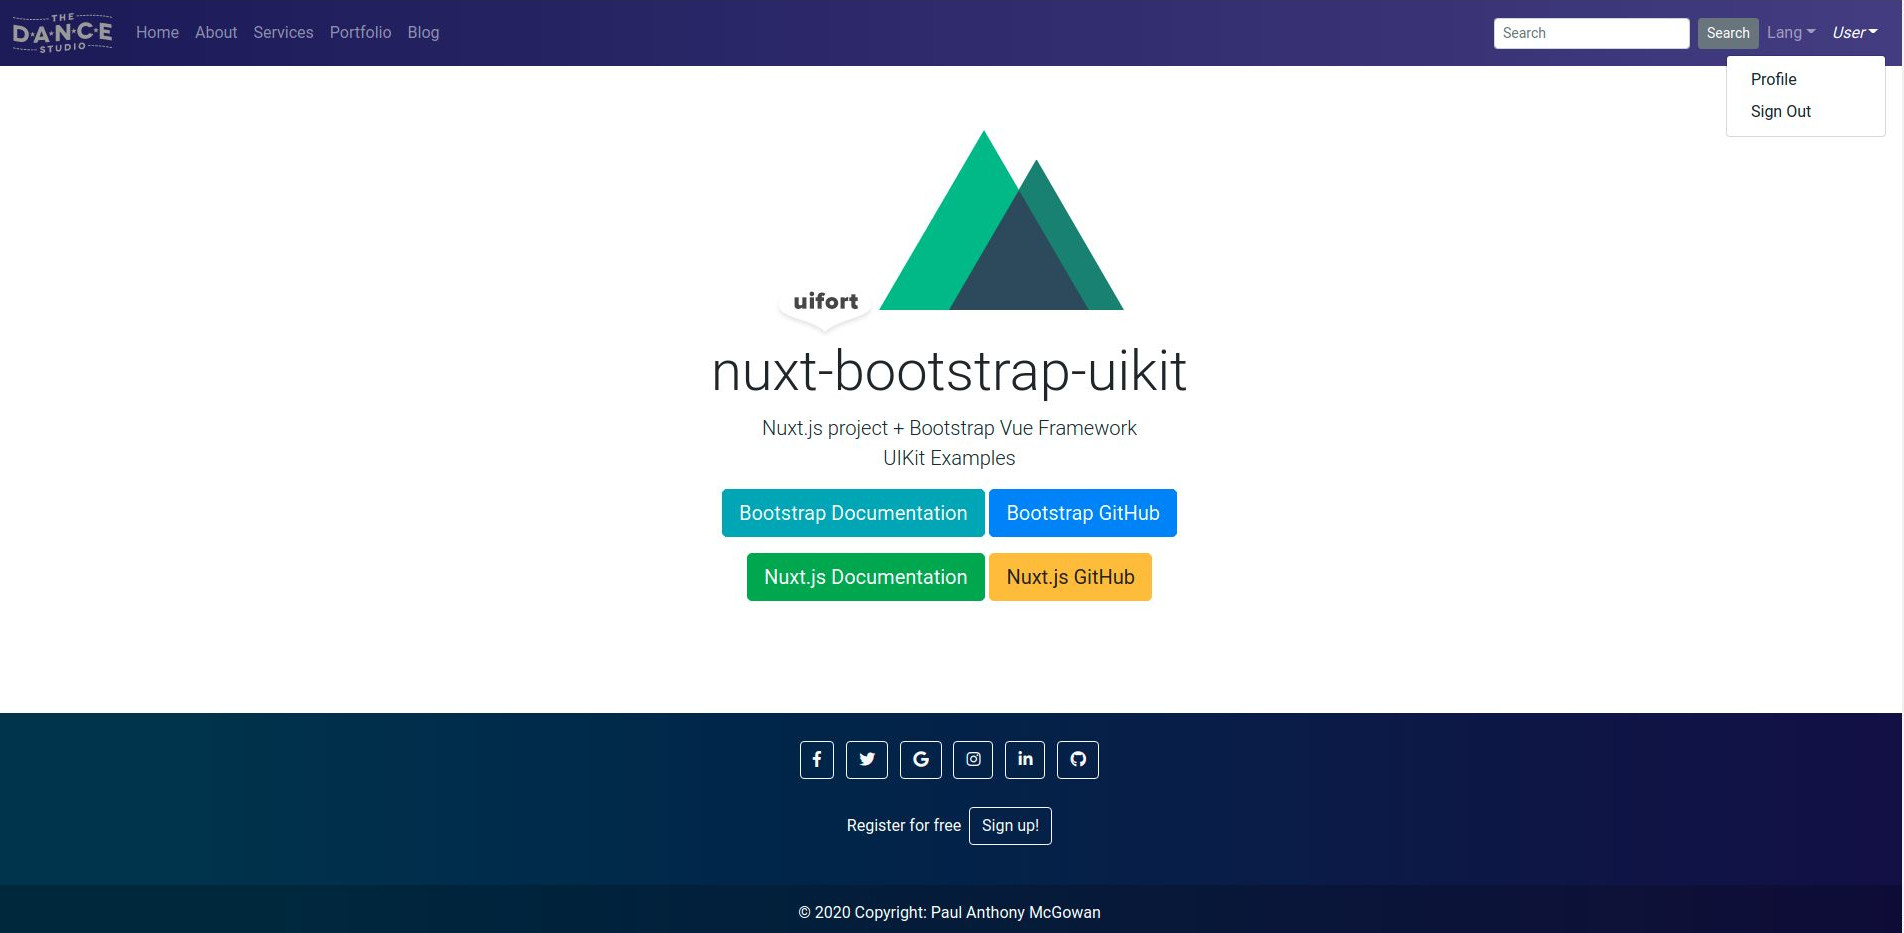 THE
DANCE
STUDIO
Home About Services Portfolio Blog Search Search Lang User
Profile
Sign Out
uifort
nuxt-bootstrap-uikit
Nuxt.js project + Bootstrap Vue Framework
UIKit Examples
Bootstrap Documentation Bootstrap GitHub
Nuxt.js Documentation Nuxt.js GitHub
Register for free Sign up!
© 2020 Copyright: Paul Anthony McGowan